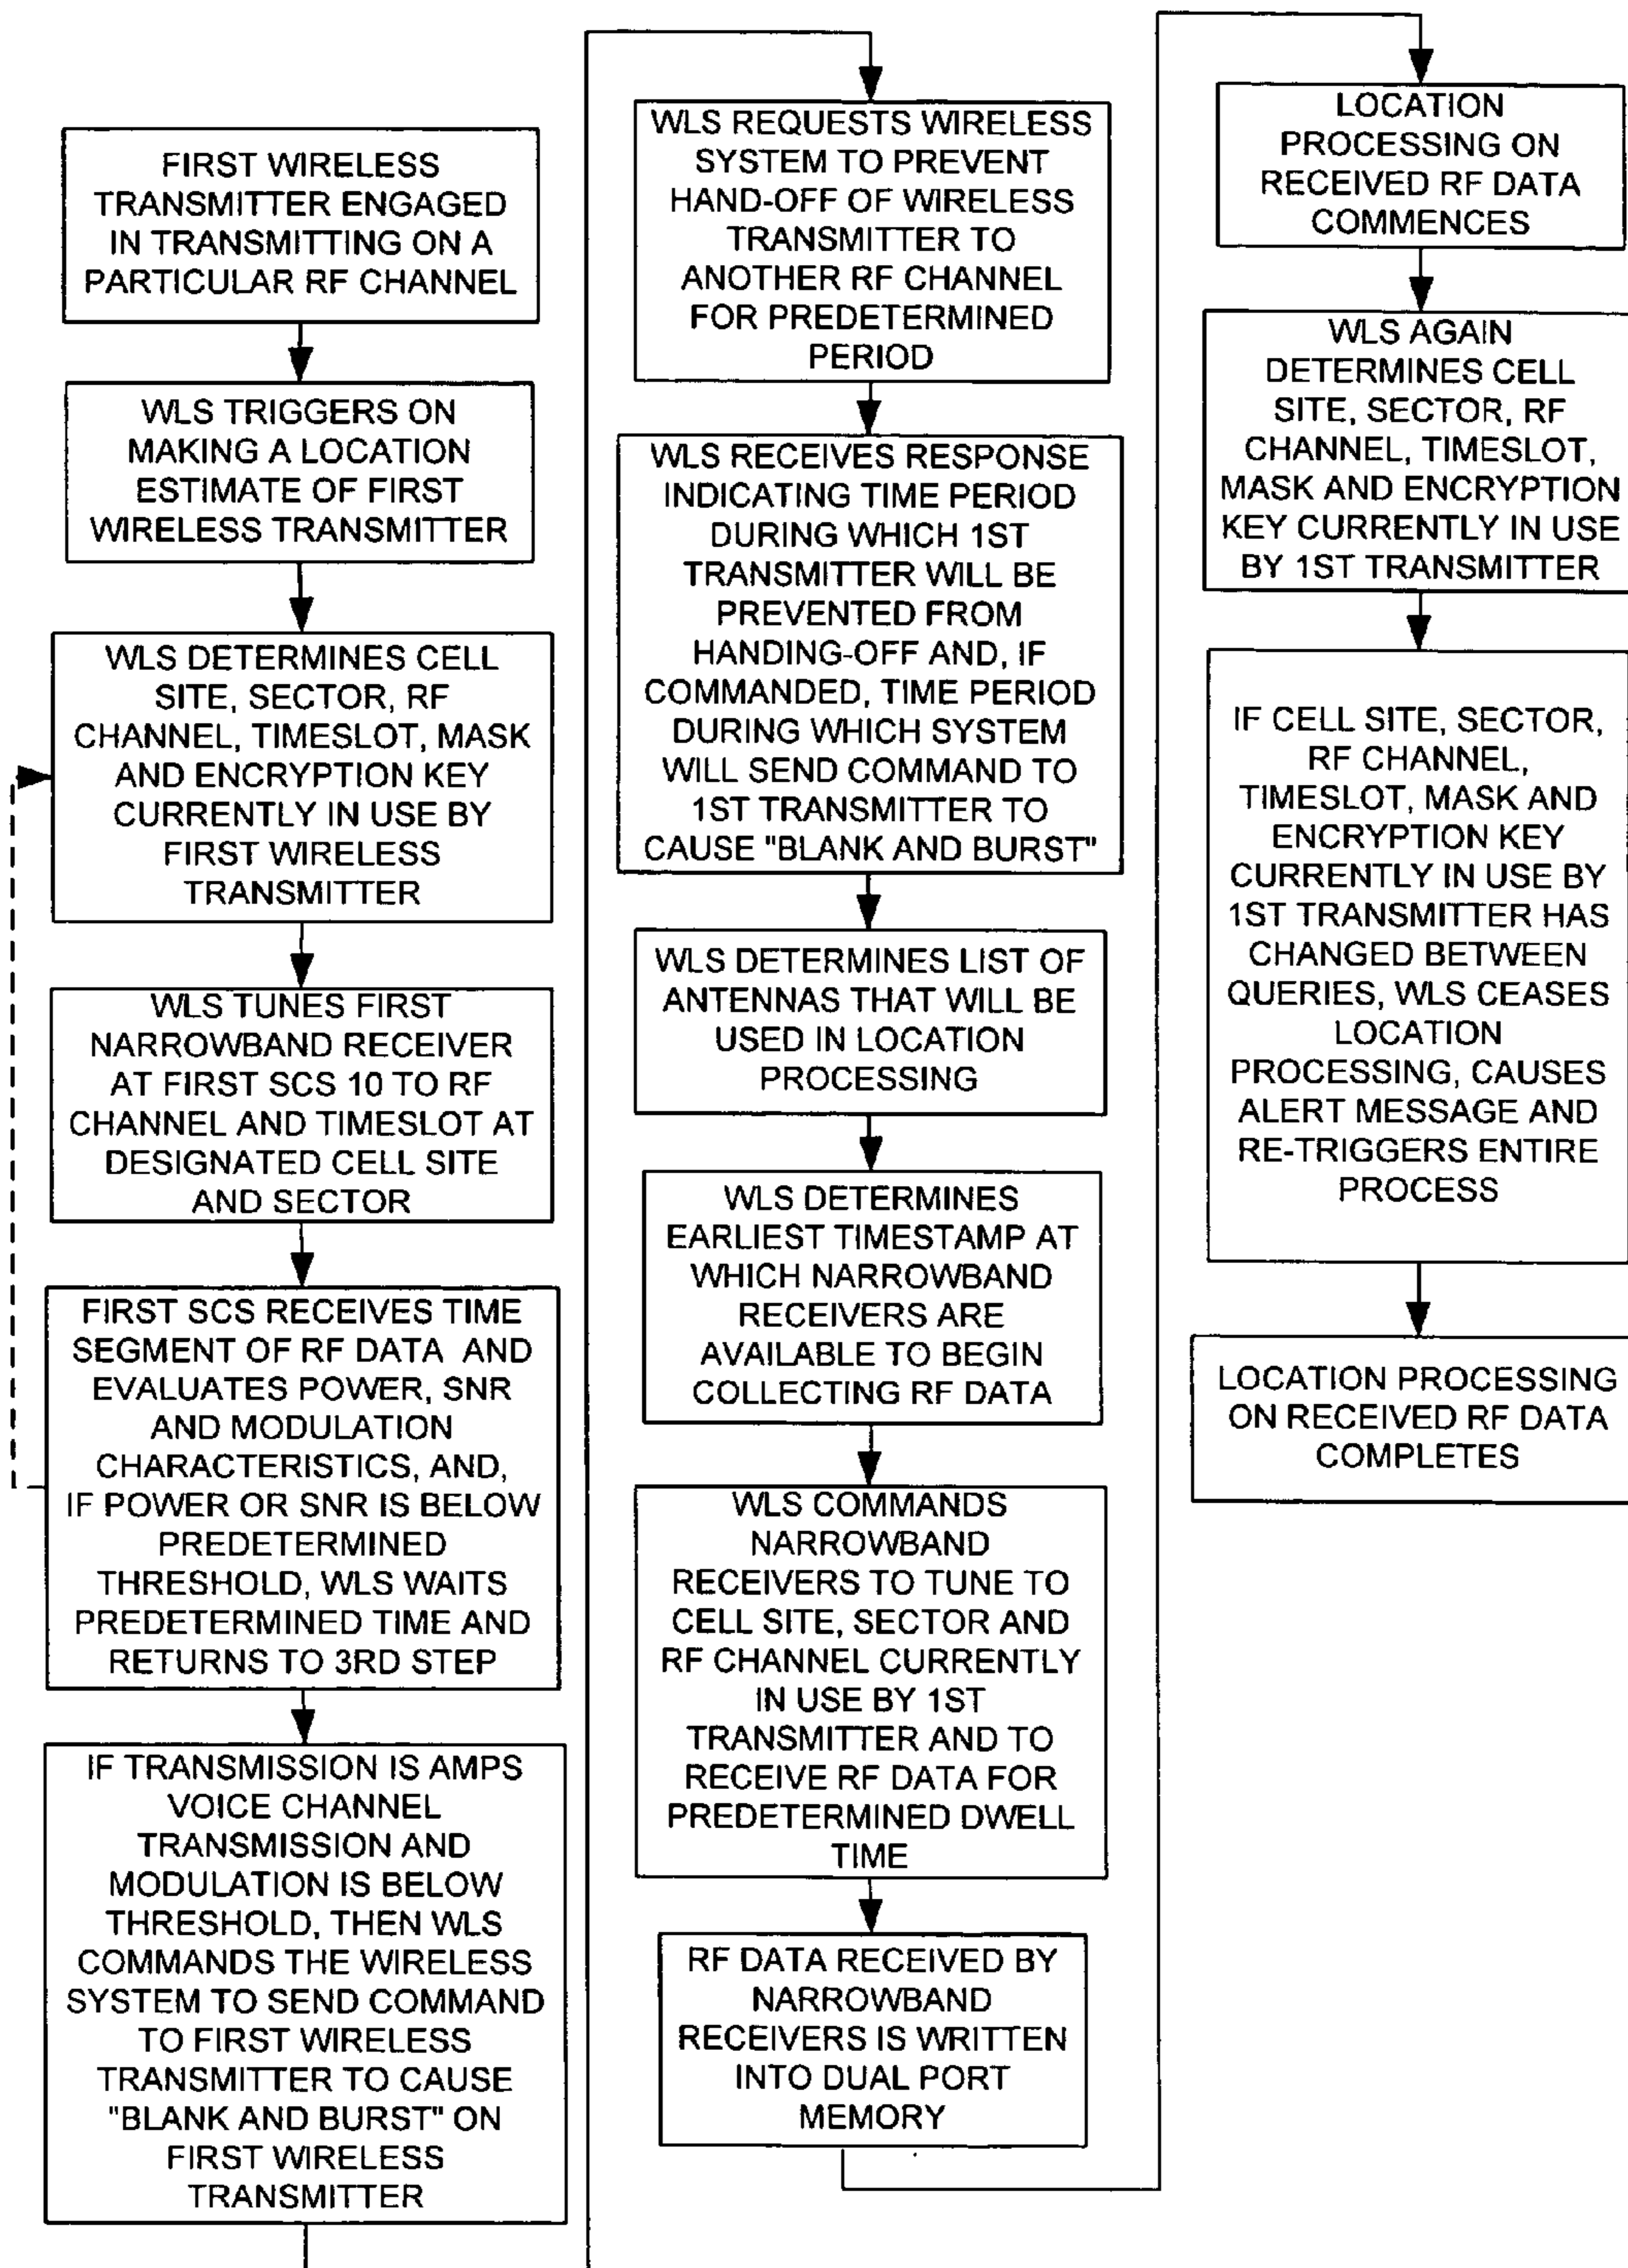 FIRST WIRELESS
TRANSMITTER ENGAGED
IN TRANSMITTING ON A
PARTICULAR RF CHANNEL
WLS TRIGGERS ON
MAKING A LOCATION
ESTIMATE OF FIRST
WIRELESS TRANSMITTER
WLS DETERMINES CELL
SITE, SECTOR, RF
CHANNEL, TIMESLOT, MASK
AND ENCRYPTION KEY
CURRENTLY IN USE BY
FIRST WIRELESS
TRANSMITTER
WLS TUNES FIRST
NARROWBAND RECEIVER
AT FIRST SCS 10 TO RF
CHANNEL AND TIMESLOT AT
DESIGNATED CELL SITE
AND SECTOR
FIRST SCS RECEIVES TIME
SEGMENT OF RF DATA AND
EVALUATES POWER, SNR
AND MODULATION
CHARACTERISTICS, AND,
IF POWER OR SNR IS BELOW
PREDETERMINED
THRESHOLD, WLS WAITS
PREDETERMINED TIME AND
RETURNS TO 3RD STEP
IF TRANSMISSION IS AMPS
VOICE CHANNEL
TRANSMISSION AND
MODULATION IS BELOW
THRESHOLD, THEN WLS
COMMANDS THE WIRELESS
SYSTEM TO SEND COMMAND
TO FIRST WIRELESS
TRANSMITTER TO CAUSE
"BLANK AND BURST" ON
FIRST WIRELESS
TRANSMITTER
WLS REQUESTS WIRELESS
SYSTEM TO PREVENT
HAND-OFF OF WIRELESS
TRANSMITTER TO
ANOTHER RF CHANNEL
FOR PREDETERMINED
PERIOD
WLS RECEIVES RESPONSE
INDICATING TIME PERIOD
DURING WHICH 1ST
TRANSMITTER WILL BE
PREVENTED FROM
HANDING-OFF AND, IF
COMMANDED, TIME PERIOD
DURING WHICH SYSTEM
WILL SEND COMMAND TO
1ST TRANSMITTER TO
CAUSE "BLANK AND BURST"
WLS DETERMINES LIST OF
ANTENNAS THAT WILL BE
USED IN LOCATION
PROCESSING
WLS DETERMINES
EARLIEST TIMESTAMP AT
WHICH NARROWBAND
RECEIVERS ARE
AVAILABLE TO BEGIN
COLLECTING RF DATA
WLS COMMANDS
NARROWBAND
RECEIVERS TO TUNE TO
CELL SITE, SECTOR AND
RF CHANNEL CURRENTLY
IN USE BY 1ST
TRANSMITTER AND TO
RECEIVE RF DATA FOR
PREDETERMINED DWELL
TIME
RF DATA RECEIVED BY
NARROWBAND
RECEIVERS IS WRITTEN
INTO DUAL PORT
MEMORY
LOCATION
PROCESSING ON
RECEIVED RF DATA
COMMENCES
WLS AGAIN
DETERMINES CELL
SITE, SECTOR, RF
CHANNEL, TIMESLOT,
MASK AND ENCRYPTION
KEY CURRENTLY IN USE
BY 1ST TRANSMITTER
IF CELL SITE, SECTOR,
RF CHANNEL,
TIMESLOT, MASK AND
ENCRYPTION KEY
CURRENTLY IN USE BY
1ST TRANSMITTER HAS
CHANGED BETWEEN
QUERIES, WLS CEASES
LOCATION
PROCESSING, CAUSES
ALERT MESSAGE AND
RE-TRIGGERS ENTIRE
PROCESS
LOCATION PROCESSING
ON RECEIVED RF DATA
COMPLETES